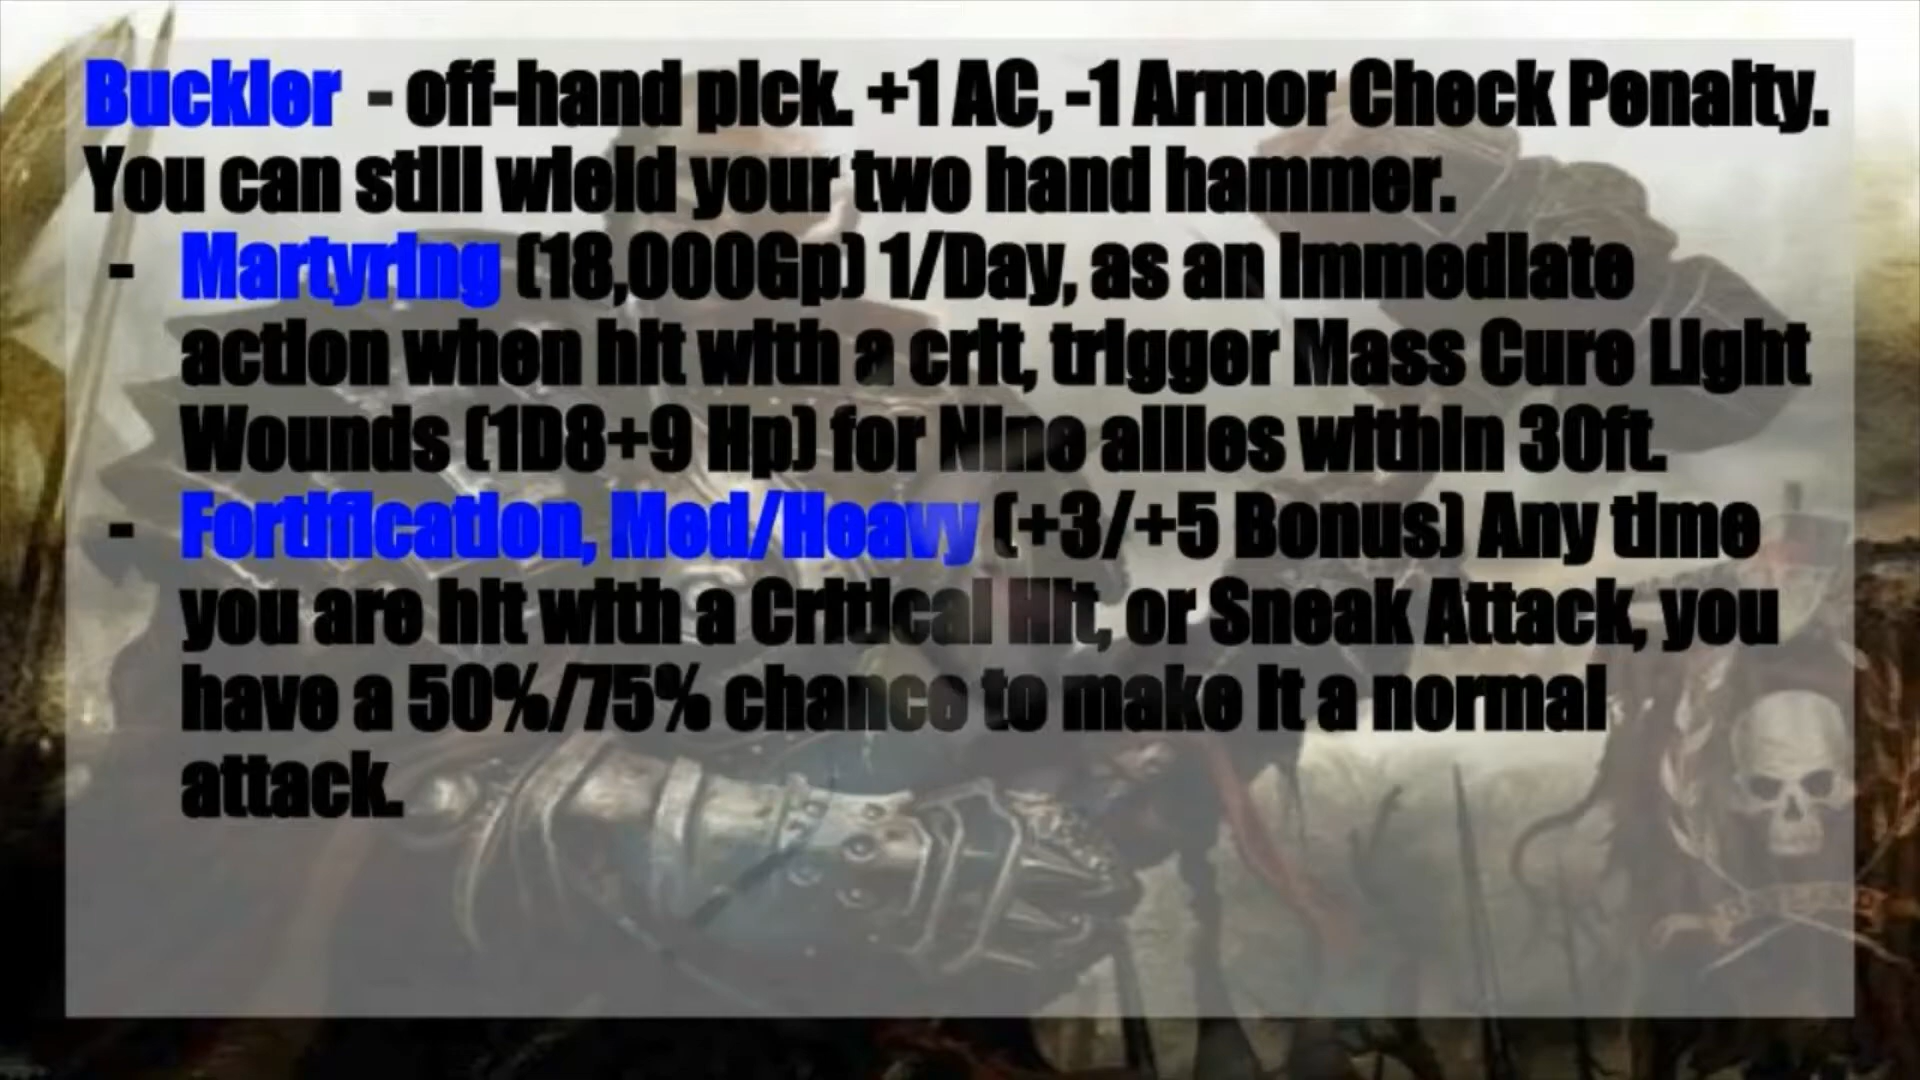 Buckler - off-hand pick. +1 AC, -1 Armor Check Penalty.
You can still wield your two hand hammer.
- Martyring (18,000Gp) 1/Day, as an immediate
action when hit with a crit, trigger Mass Cure Light
Wounds (1D8+9 Hp) for Nine allies within 30ft.
- Fortification, Med/Heavy (+3/+5 Bonus) Any time
you are hit with a Critical Hit, or Sneak Attack, you
have a 50%/75% chance to make it a normal
attack.